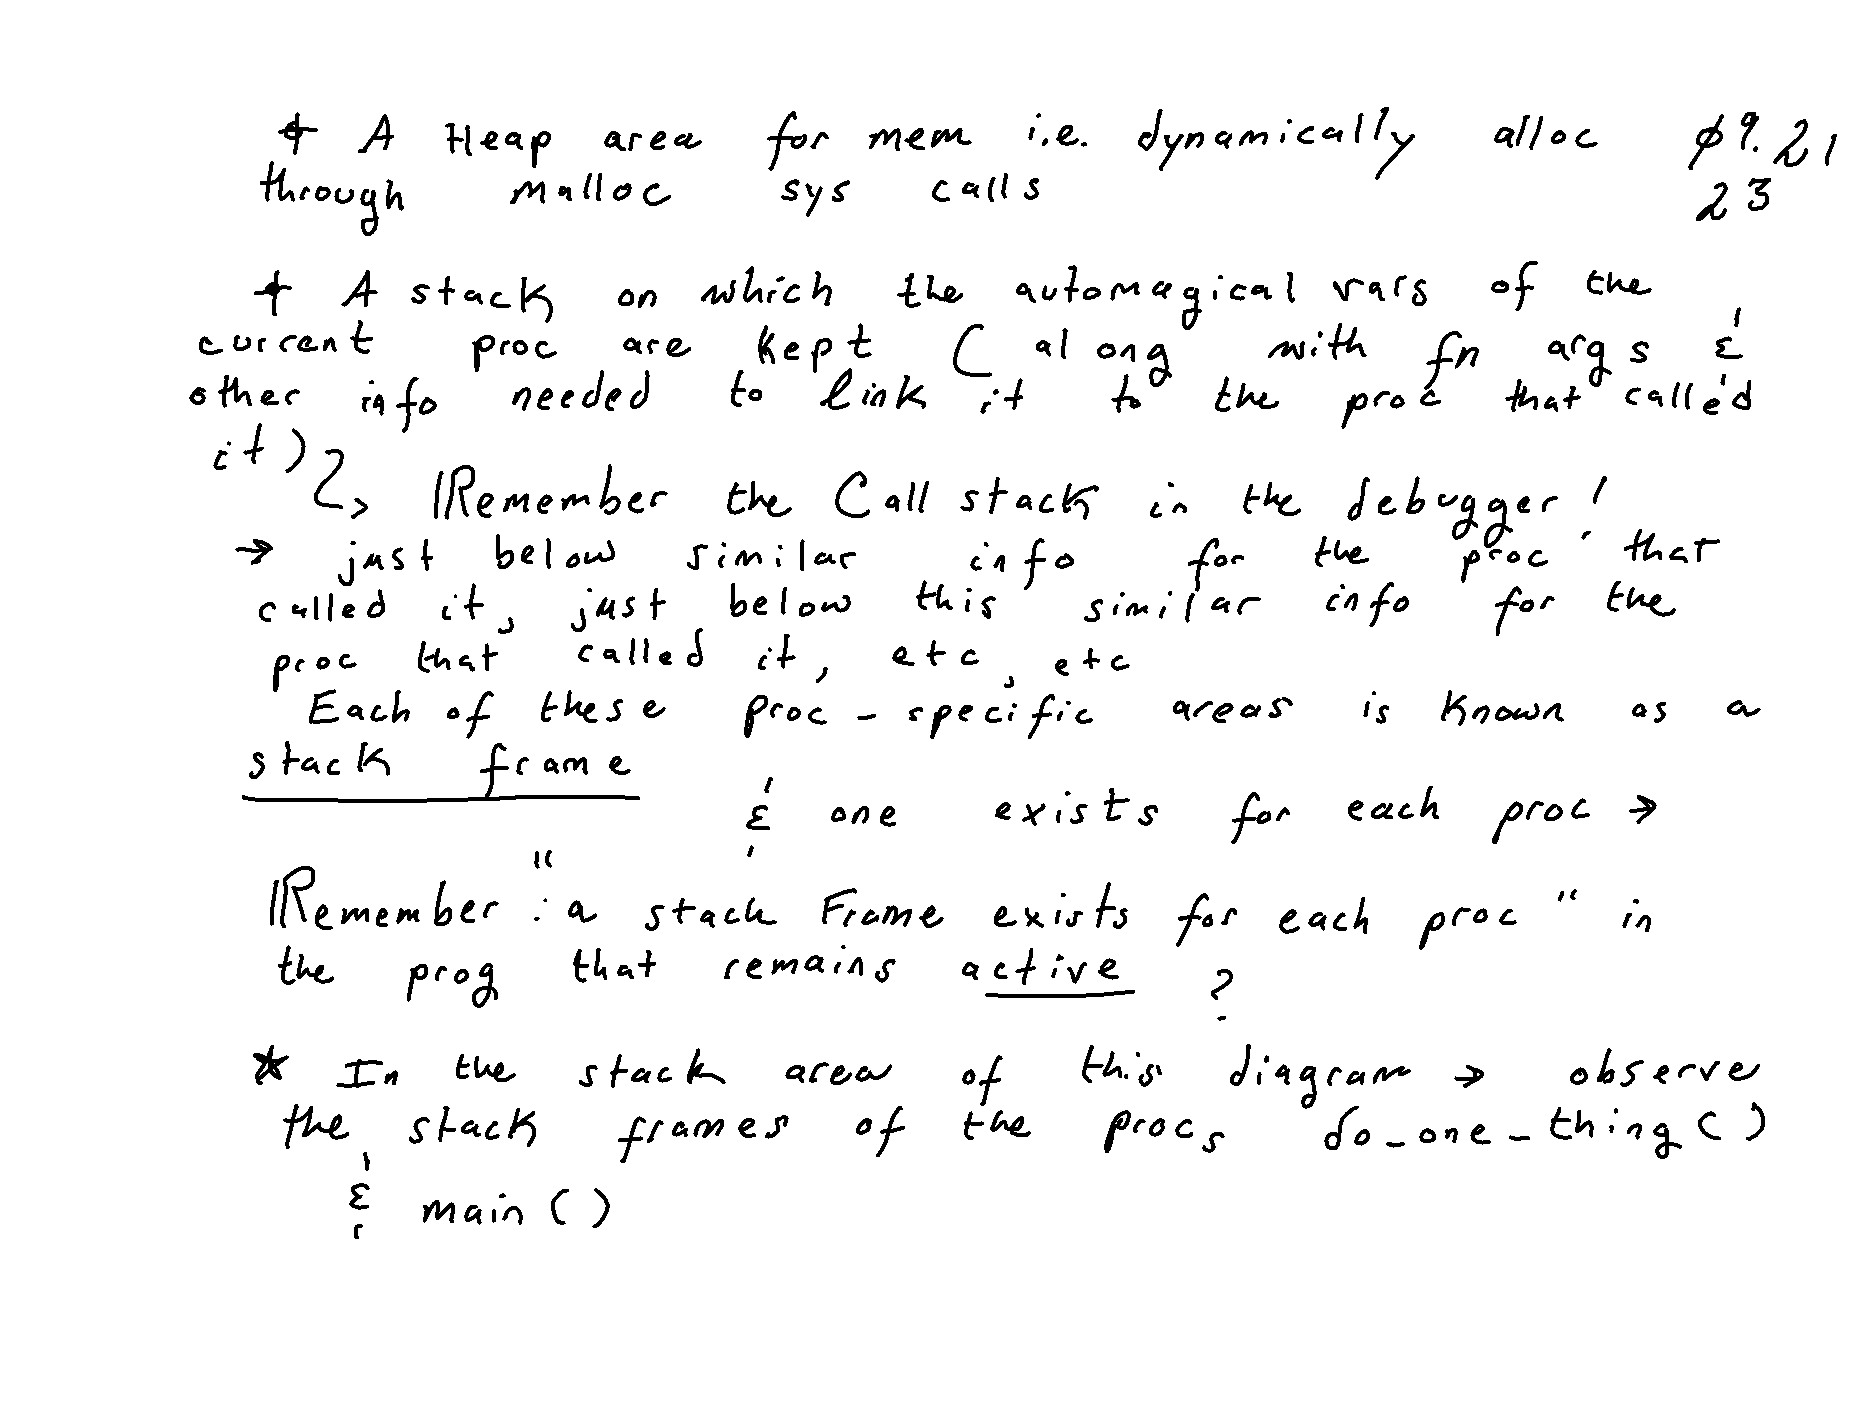 + A Heap area for mem i.e. dynamically alloc ø9.21
through malloc sys calls 23
+ A stack on which the automagical vars of the
current proc are kept ( along with fn args &
other info needed to link it to the proc that called
it )
↳ Remember the Call stack in the debugger!
→ just below similar info for the proc that
called it, just below this similar info for the
proc that called it, etc, etc
Each of these proc-specific areas is known as a
stack frame
& one exists for each proc →
Remember : "a stack Frame exists for each proc" in
the prog that remains active ?
* In the stack area of this diagram → observe
the stack frames of the procs do_one_thing()
& main()